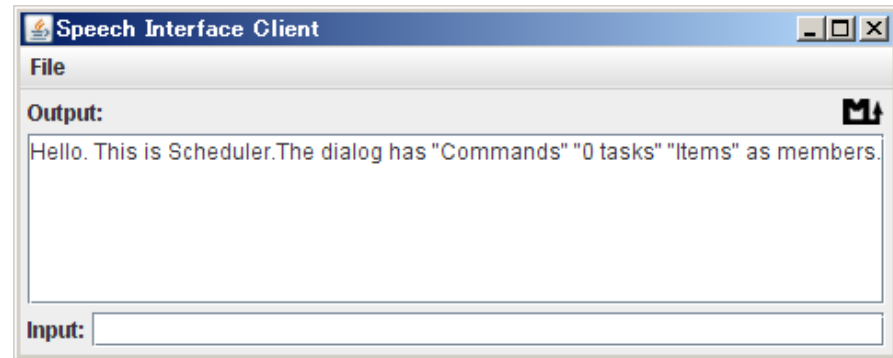 Speech Interface Client
File
Output:
Hello. This is Scheduler.The dialog has "Commands" "0 tasks" "Items" as members.
Input: